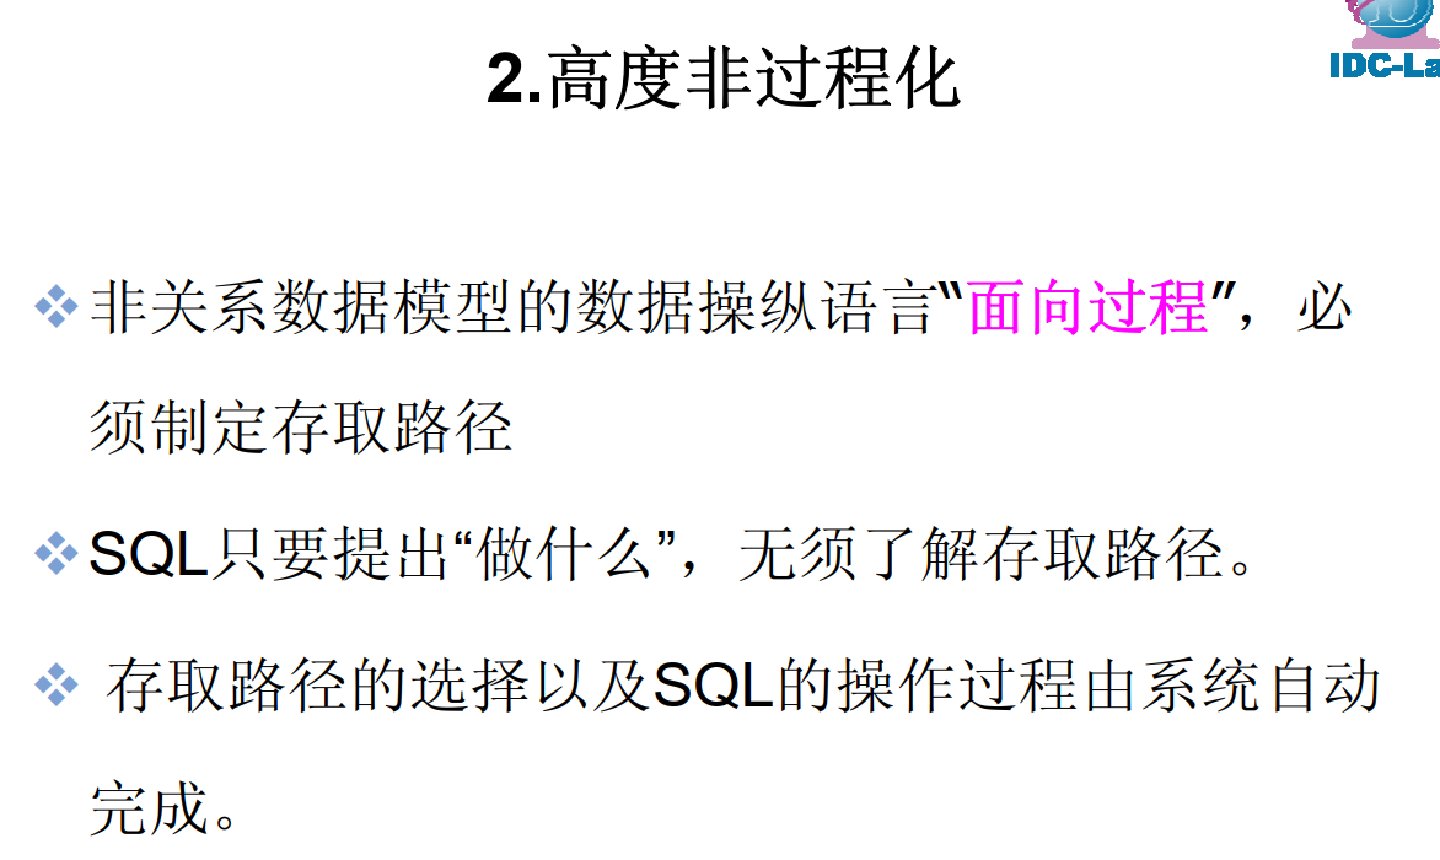 IDC-La
2.高度非过程化
非关系数据模型的数据操纵语言“面向过程”，必
须制定存取路径
SQL只要提出“做什么”，无须了解存取路径。
存取路径的选择以及SQL的操作过程由系统自动
完成。